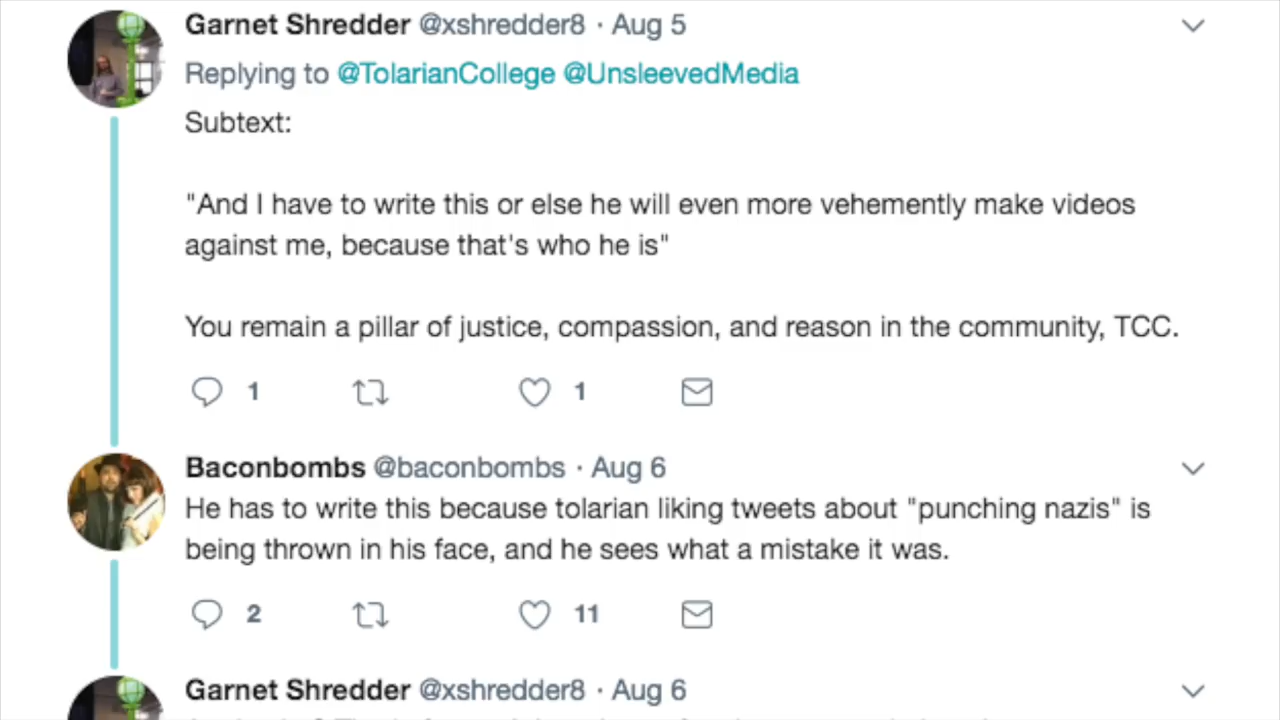 Garnet Shredder @xshredder8 · Aug 5
Replying to @TolarianCollege @UnsleevedMedia
Subtext:
"And I have to write this or else he will even more vehemently make videos
against me, because that's who he is"
You remain a pillar of justice, compassion, and reason in the community, TCC.
1 1
Baconbombs @baconbombs · Aug 6
He has to write this because tolarian liking tweets about "punching nazis" is
being thrown in his face, and he sees what a mistake it was.
2 11
Garnet Shredder @xshredder8 · Aug 6